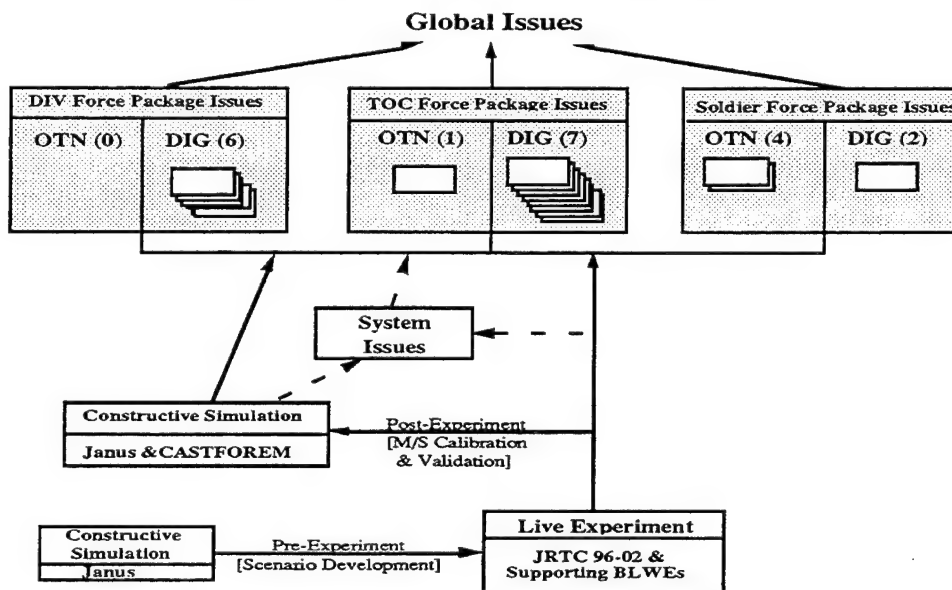 Global Issues
DIV Force Package Issues
OTN (0)
DIG (6)
TOC Force Package Issues
OTN (1)
DIG (7)
Soldier Force Package Issues
OTN (4)
DIG (2)
System
Issues
Constructive Simulation
Janus &CASTFOREM
Post-Experiment
[M/S Calibration
& Validation]
Constructive
Simulation
Janus
Pre-Experiment
[Scenario Development]
Live Experiment
JRTC 96-02 &
Supporting BLWEs